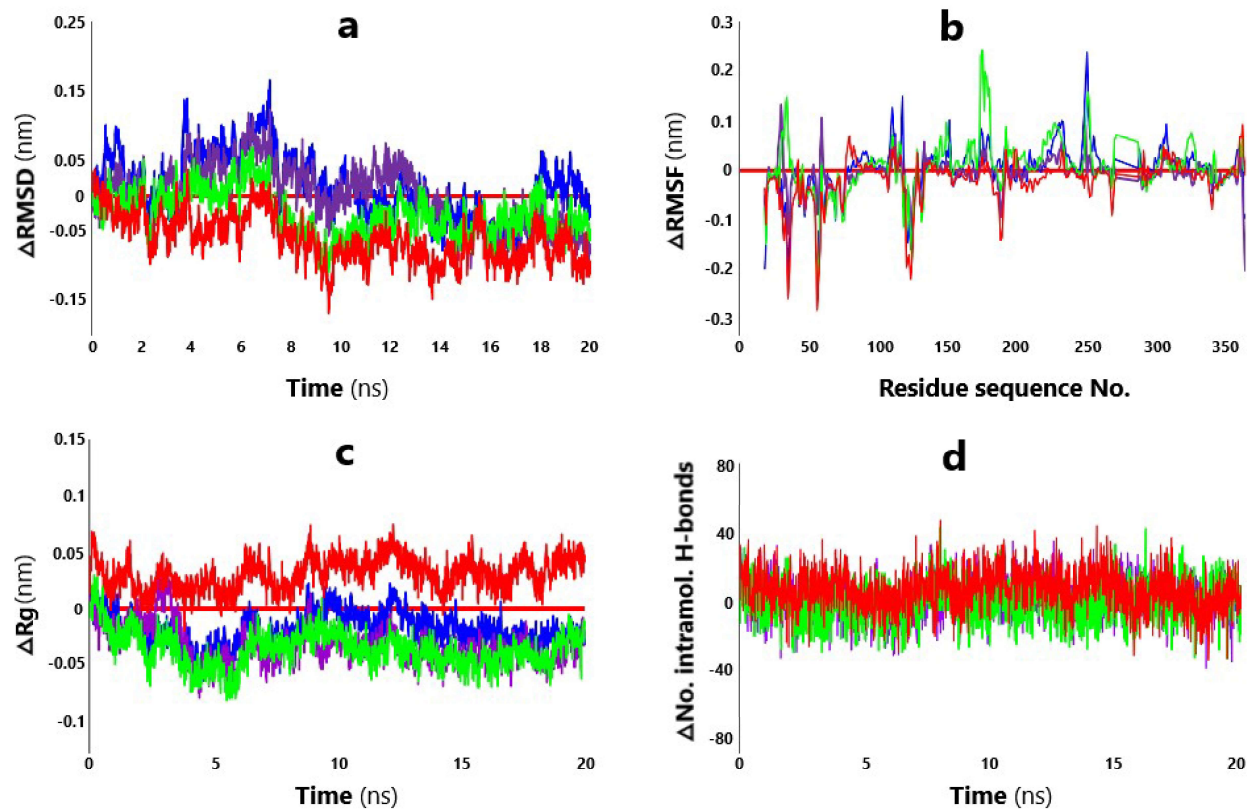 a
0.25
0.15
0.05
0
-0.05
-0.15
ΔRMSD (nm)
0 2 4 6 8 10 12 14 16 18 20
Time (ns)
b
0.3
0.2
0.1
0
-0.1
-0.2
-0.3
ΔRMSF (nm)
0 50 100 150 200 250 300 350
Residue sequence No.
c
0.15
0.1
0.05
0
-0.05
-0.1
ΔRg (nm)
0 5 10 15 20
Time (ns)
d
80
40
0
-40
-80
ΔNo. intramol. H-bonds
0 5 10 15 20
Time (ns)